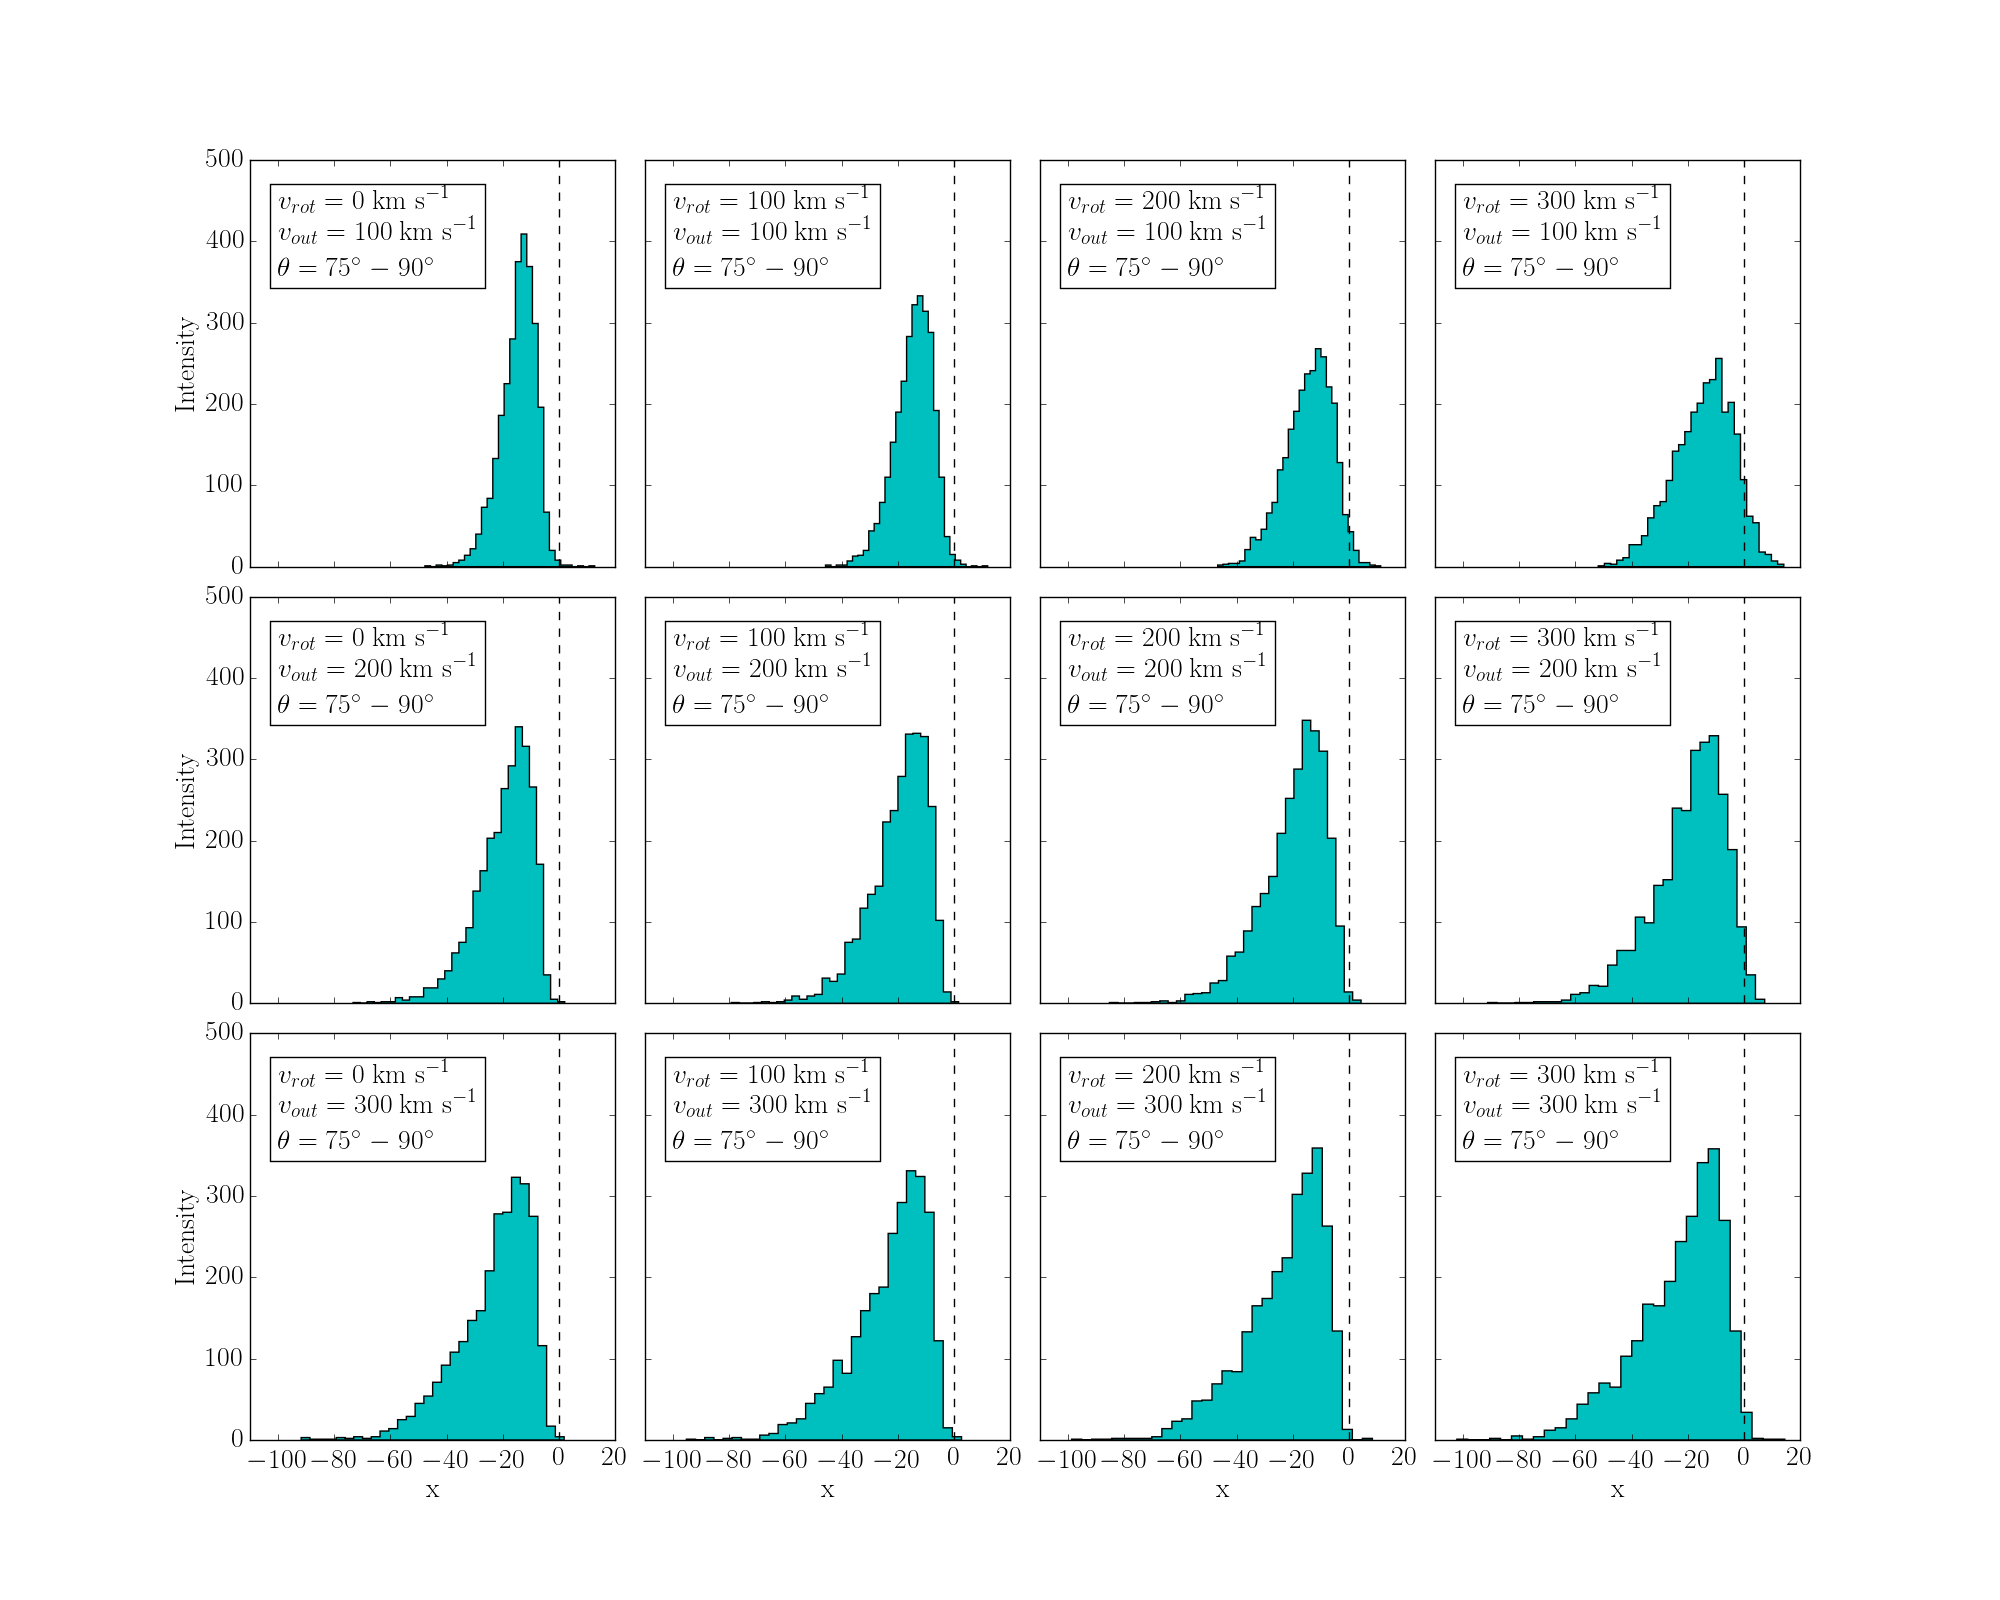 500
400
300
200
100
0
Intensity
v_rot = 0 km s⁻¹
v_out = 100 km s⁻¹
θ = 75° − 90°
v_rot = 100 km s⁻¹
v_out = 100 km s⁻¹
θ = 75° − 90°
v_rot = 200 km s⁻¹
v_out = 100 km s⁻¹
θ = 75° − 90°
v_rot = 300 km s⁻¹
v_out = 100 km s⁻¹
θ = 75° − 90°
500
400
300
200
100
0
Intensity
v_rot = 0 km s⁻¹
v_out = 200 km s⁻¹
θ = 75° − 90°
v_rot = 100 km s⁻¹
v_out = 200 km s⁻¹
θ = 75° − 90°
v_rot = 200 km s⁻¹
v_out = 200 km s⁻¹
θ = 75° − 90°
v_rot = 300 km s⁻¹
v_out = 200 km s⁻¹
θ = 75° − 90°
500
400
300
200
100
0
Intensity
v_rot = 0 km s⁻¹
v_out = 300 km s⁻¹
θ = 75° − 90°
v_rot = 100 km s⁻¹
v_out = 300 km s⁻¹
θ = 75° − 90°
v_rot = 200 km s⁻¹
v_out = 300 km s⁻¹
θ = 75° − 90°
v_rot = 300 km s⁻¹
v_out = 300 km s⁻¹
θ = 75° − 90°
−100 −80 −60 −40 −20 0 20
x
−100 −80 −60 −40 −20 0
x
−100 −80 −60 −40 −20 0 20
x
−100 −80 −60 −40 −20 0 20
x